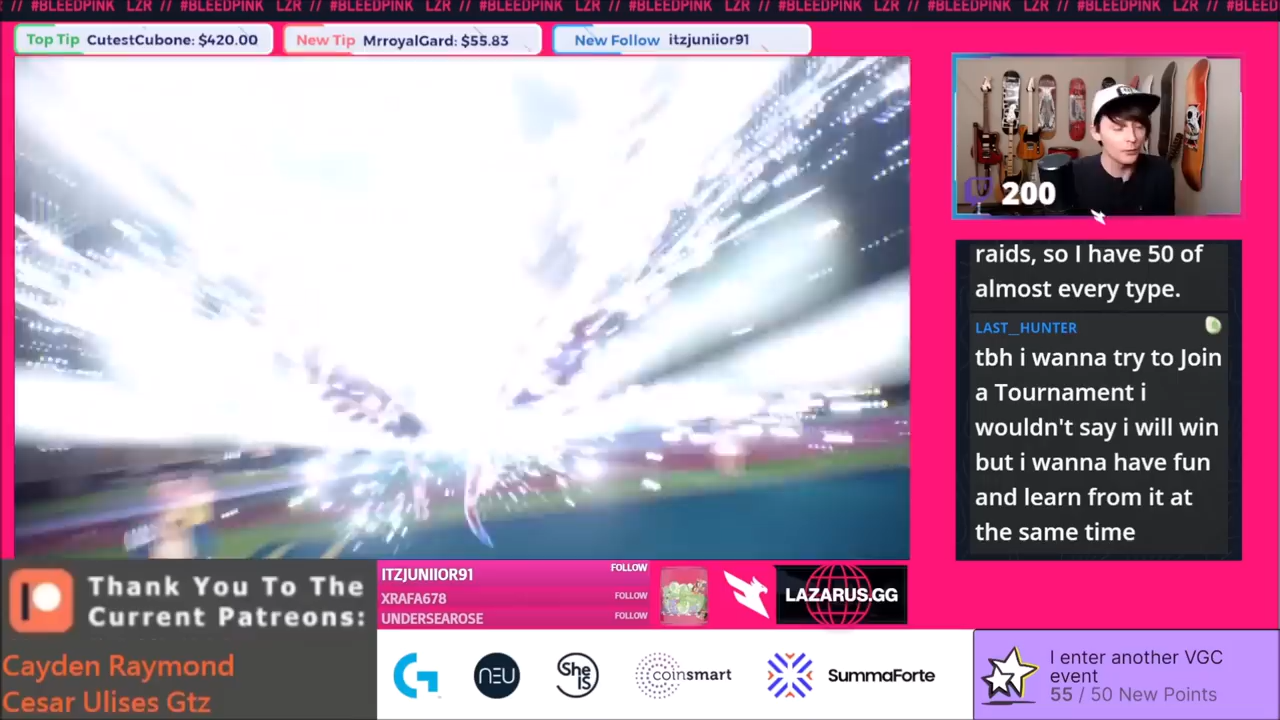 // #BLEEDPINK LZR // #BLEEDPINK LZR // #BLEEDPINK LZR // #BLEEDPINK LZR // #BLEEDPINK LZR // #BLEEDPINK LZR // #BLEEDPINK LZR // #BLEEDPINK LZR // #BLEED
Top Tip CutestCubone: $420.00
New Tip MrroyalGard: $55.83
New Follow itzjuniior91
200
raids, so I have 50 of
almost every type.
LAST__HUNTER
tbh i wanna try to Join
a Tournament i
wouldn't say i will win
but i wanna have fun
and learn from it at
the same time
Thank You To The
Current Patreons:
Cayden Raymond
Cesar Ulises Gtz
ITZJUNIIOR91 FOLLOW
XRAFA678 FOLLOW
UNDERSEAROSE FOLLOW
LAZARUS.GG
G
NEU
She
IS
coinsmart
SummaForte
I enter another VGC
event
55 / 50 New Points